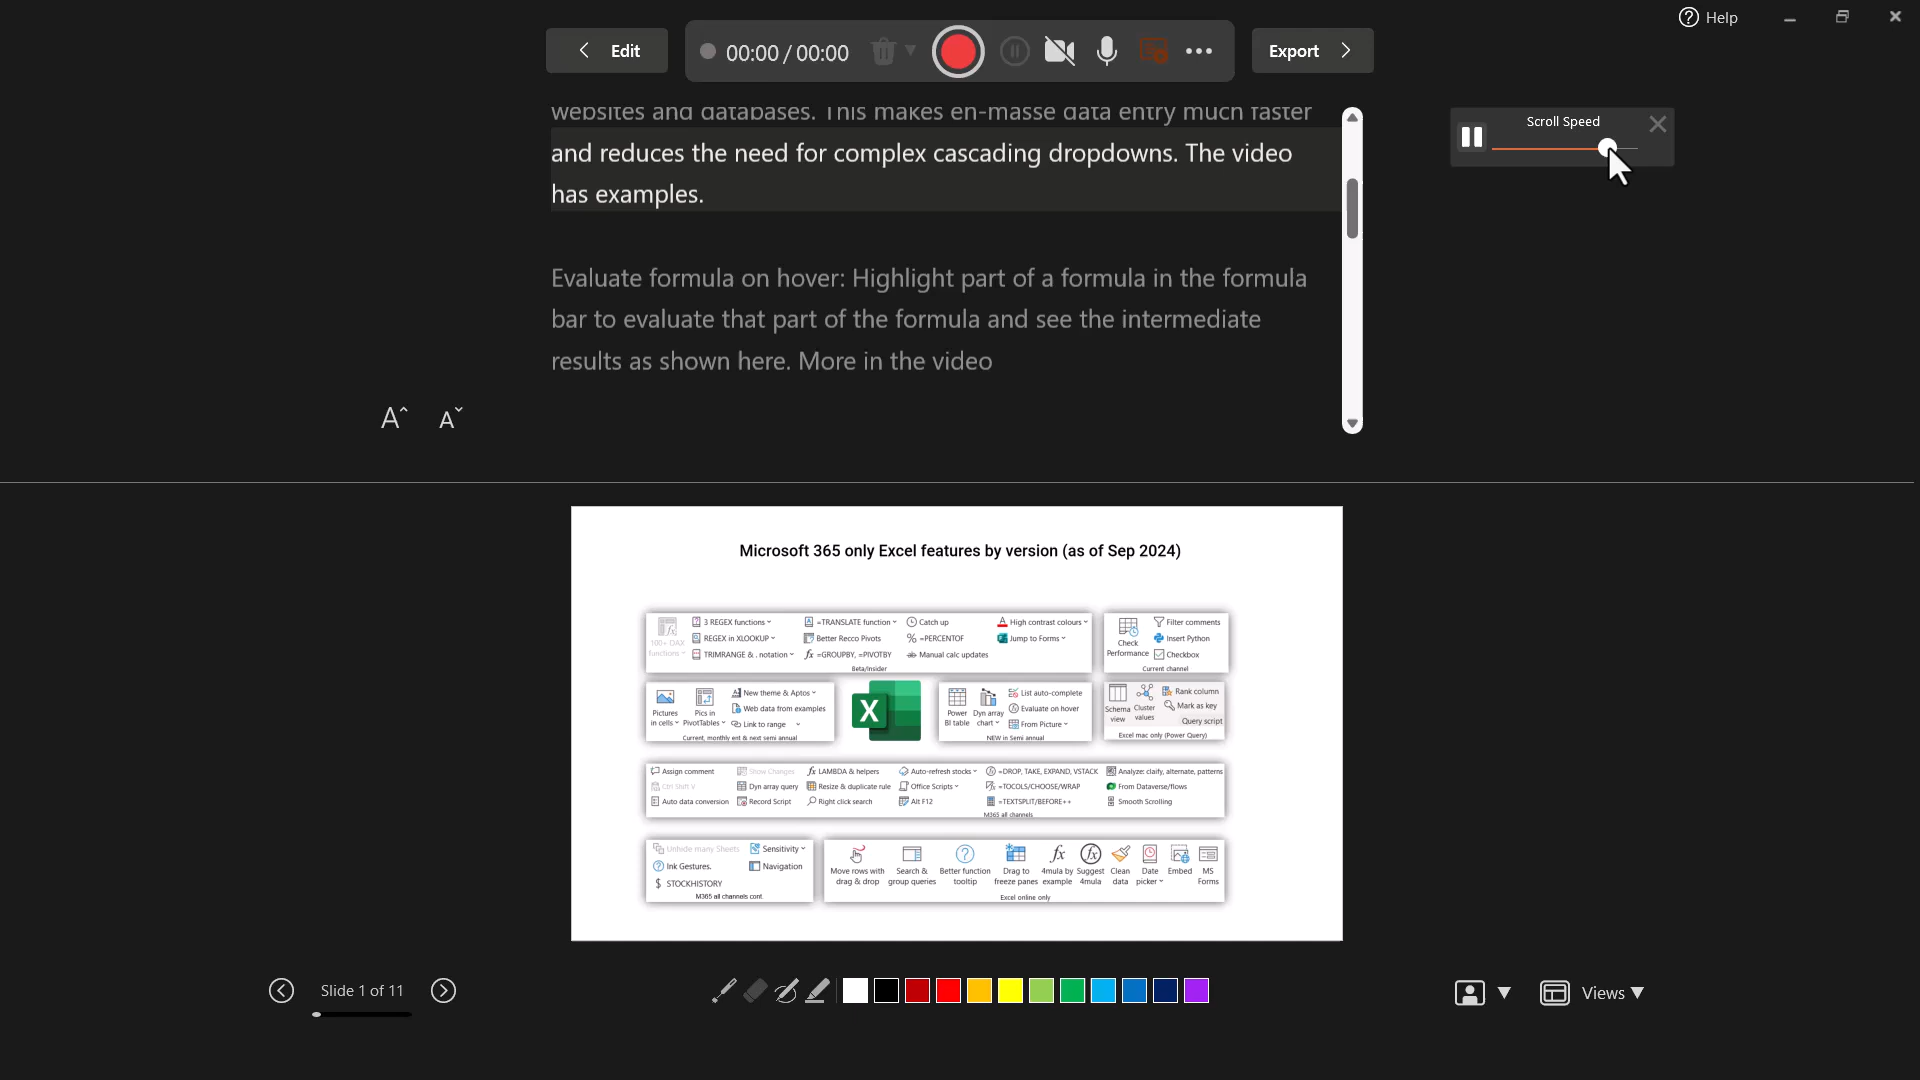 Help
Edit
00:00 / 00:00
Export
websites and databases. This makes en-masse data entry much faster
and reduces the need for complex cascading dropdowns. The video
has examples.
Scroll Speed
Evaluate formula on hover: Highlight part of a formula in the formula
bar to evaluate that part of the formula and see the intermediate
results as shown here. More in the video
A A
Microsoft 365 only Excel features by version (as of Sep 2024)
100+ DAX
functions
3 REGEX functions
REGEX in XLOOKUP
TRIMRANGE & . notation
=TRANSLATE function
Better Recco Pivots
=GROUPBY, =PIVOTBY
Catch up
=PERCENTOF
Manual calc updates
High contrast colours
Jump to Forms
Beta/Insider
Check
Performance
Filter comments
Insert Python
Checkbox
Current channel
Pictures
in cells
Pics in
PivotTables
New theme & Aptos
Web data from examples
Link to range
Current, monthly ent & next semi annual
X
Power
BI table
Dyn array
chart
List auto-complete
Evaluate on hover
From Picture
NEW in Semi annual
Schema
view
Cluster
values
Rank column
Mark as key
Query script
Excel mac only (Power Query)
Assign comment
Ctrl Shift V
Auto data conversion
Show Changes
Dyn array query
Record Script
LAMBDA & helpers
Resize & duplicate rule
Right click search
Auto-refresh stocks
Office Scripts
Alt F12
=DROP, TAKE, EXPAND, VSTACK
=TOCOLS/CHOOSE/WRAP
=TEXTSPLIT/BEFORE++
Analyze: claify, alternate, patterns
From Dataverse/flows
Smooth Scrolling
M365 all channels
Unhide many Sheets
Ink Gestures.
STOCKHISTORY
Sensitivity
Navigation
M365 all channels cont
Move rows with
drag & drop
Search &
group queries
Better function
tooltip
Drag to
freeze panes
4mula by
example
Suggest
4mula
Clean
data
Date
picker
Embed
MS
Forms
Excel online only
Slide 1 of 11
Views